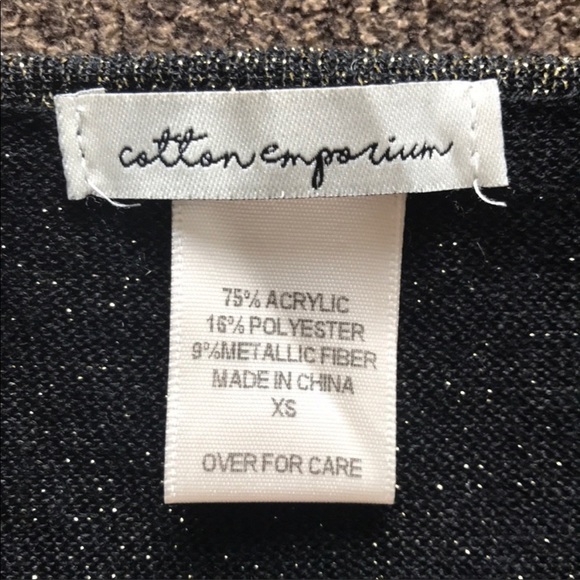 cotton emporium
75% ACRYLIC
16% POLYESTER
9%METALLIC FIBER
MADE IN CHINA
XS
OVER FOR CARE